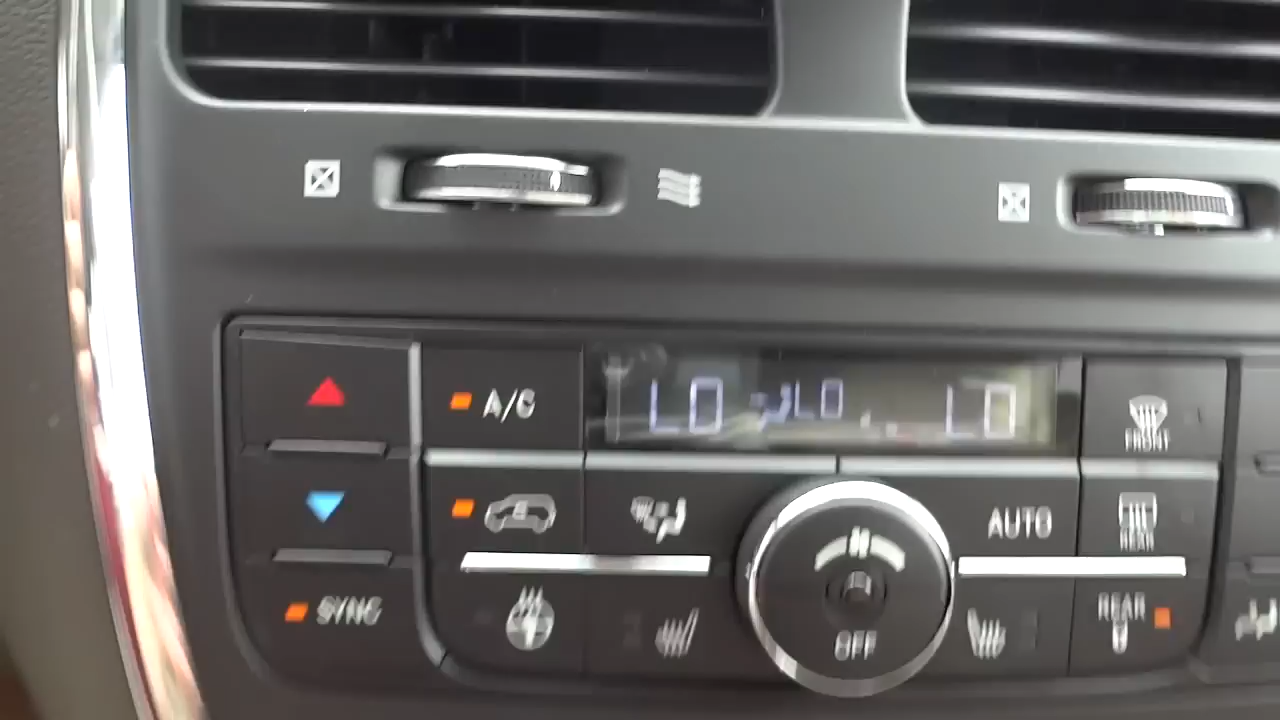 A/C
LO LO LO
FRONT
AUTO
REAR
SYNC
OFF
REAR